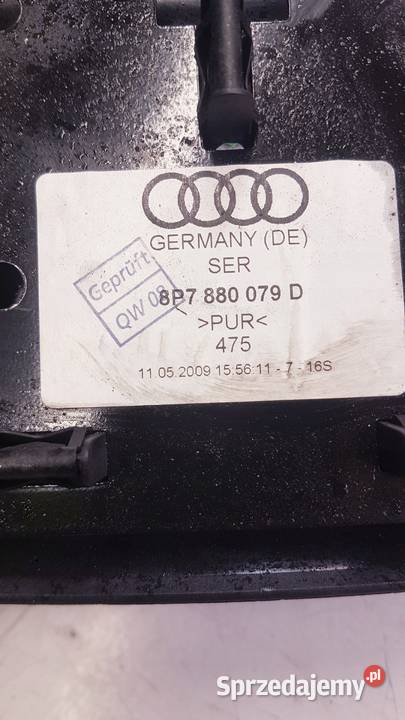 GERMANY (DE)
SER
Geprüft
QW 08
8P7 880 079 D
>PUR<
475
11 05.2009 15:56:11 - 7 - 16S
Sprzedajemy.pl